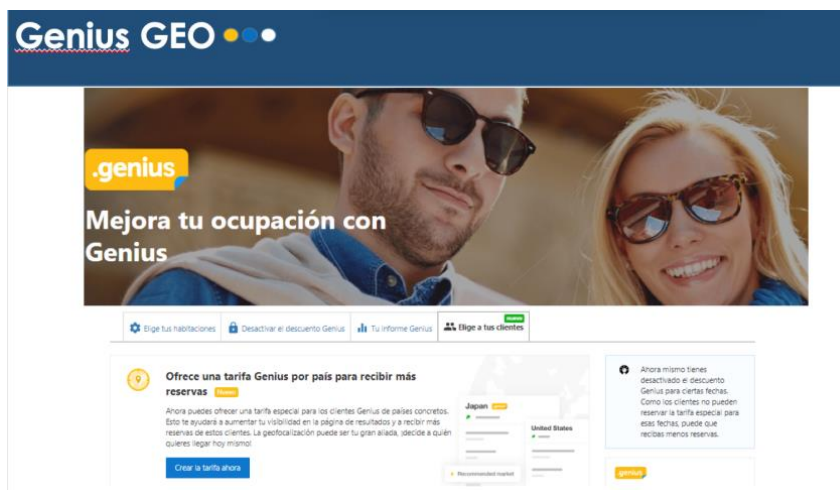 Genius GEO
.genius
Mejora tu ocupación con
Genius
Elige tus habitaciones
Desactivar el descuento Genius
Tu informe Genius
Elige a tus clientes
Ofrece una tarifa Genius por país para recibir más
reservas
Ahora puedes ofrecer una tarifa especial para los clientes Genius de países concretos.
Esto te ayudará a aumentar tu visibilidad en la página de resultados y a recibir más
reservas de estos clientes. La geofocalización puede ser tu gran aliada, ¡decide a quién
quieres llegar hoy mismo!
Crear la tarifa ahora
Japan
United States
Recommended market
Ahora mismo tienes
desactivado el descuento
Genius para ciertas fechas.
Como los clientes no pueden
reservar la tarifa especial para
esas fechas, puede que
recibas menos reservas.
.genius